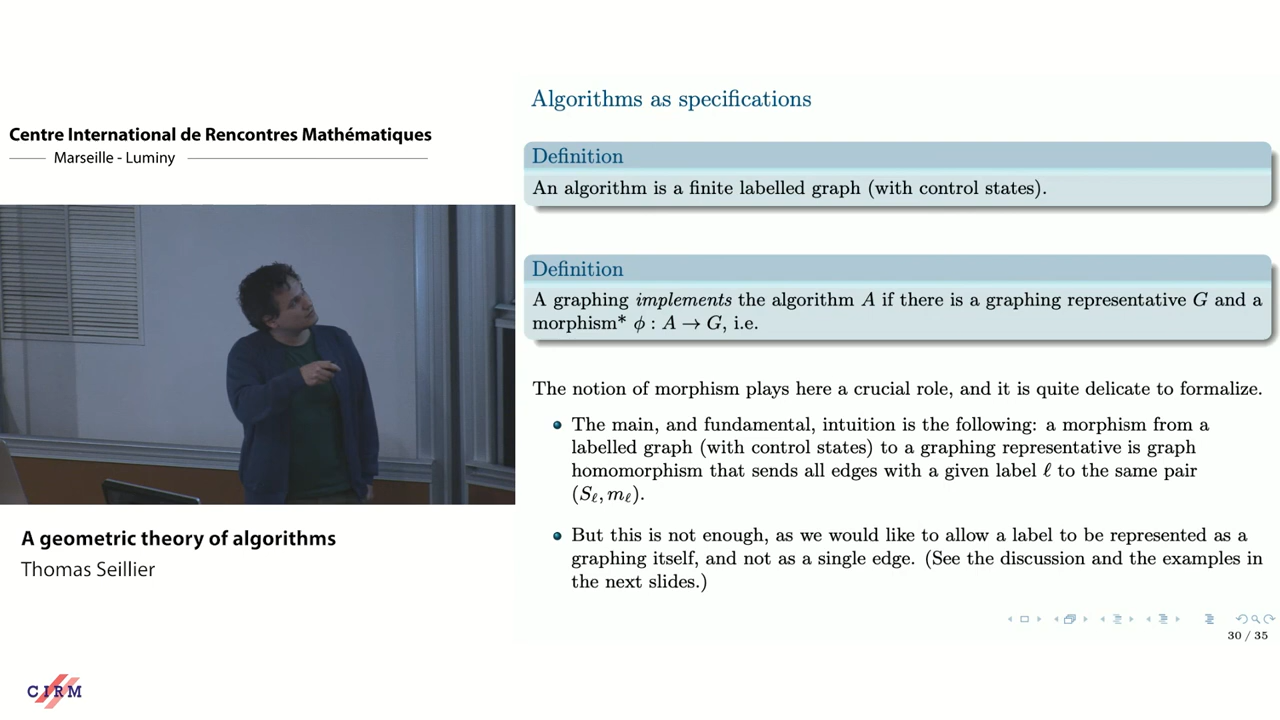 Centre International de Rencontres Mathématiques
Marseille - Luminy
A geometric theory of algorithms
Thomas Seillier
CIRM
Algorithms as specifications
Definition
An algorithm is a finite labelled graph (with control states).
Definition
A graphing implements the algorithm A if there is a graphing representative G and a
morphism* ϕ : A → G, i.e.
The notion of morphism plays here a crucial role, and it is quite delicate to formalize.
The main, and fundamental, intuition is the following: a morphism from a
labelled graph (with control states) to a graphing representative is graph
homomorphism that sends all edges with a given label ℓ to the same pair
(Sℓ, mℓ).
But this is not enough, as we would like to allow a label to be represented as a
graphing itself, and not as a single edge. (See the discussion and the examples in
the next slides.)
30 / 35